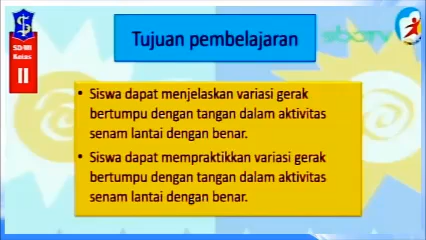 Tujuan pembelajaran
sboTV
SD/MI
Kelas
II
• Siswa dapat menjelaskan variasi gerak
bertumpu dengan tangan dalam aktivitas
senam lantai dengan benar.
• Siswa dapat mempraktikkan variasi gerak
bertumpu dengan tangan dalam aktivitas
senam lantai dengan benar.